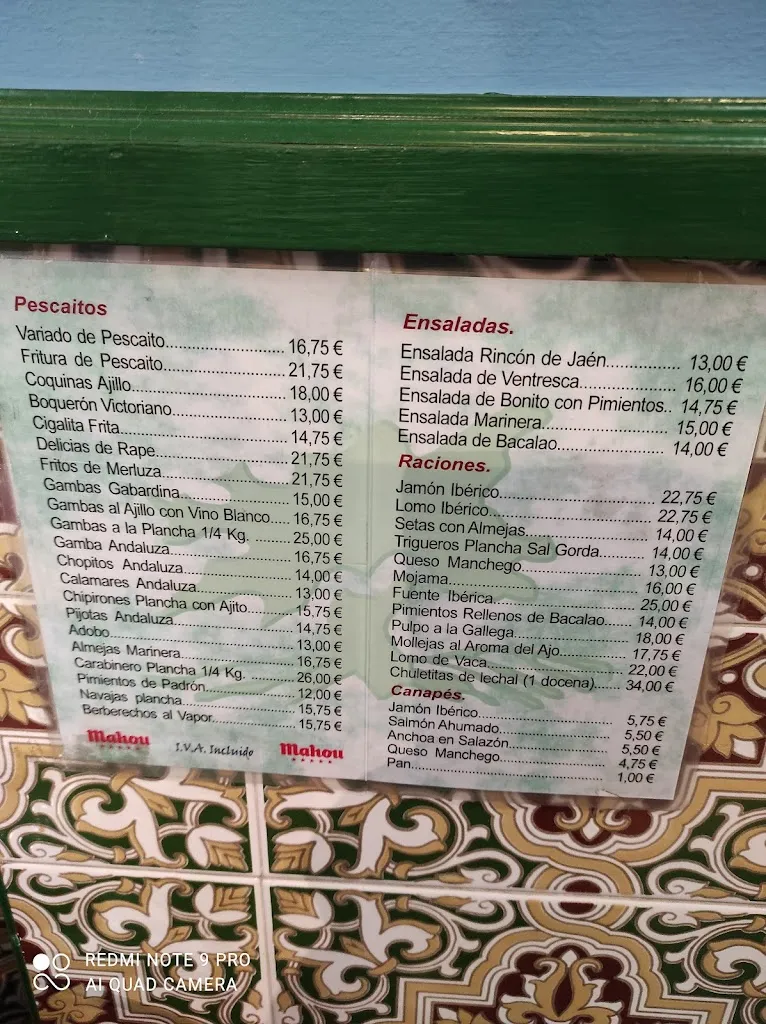 Pescaitos
Variado de Pescaito 16,75 €
Fritura de Pescaito 21,75 €
Coquinas Ajillo 18,00 €
Boquerón Victoriano 13,00 €
Cigalita Frita 14,75 €
Delicias de Rape 21,75 €
Fritos de Merluza 21,75 €
Gambas Gabardina 15,00 €
Gambas al Ajillo con Vino Blanco 16,75 €
Gambas a la Plancha 1/4 Kg. 25,00 €
Gamba Andaluza 16,75 €
Chopitos Andaluza 14,00 €
Calamares Andaluza 13,00 €
Chipirones Plancha con Ajito 15,75 €
Pijotas Andaluza 14,75 €
Adobo 13,00 €
Almejas Marinera 16,75 €
Carabinero Plancha 1/4 Kg. 26,00 €
Pimientos de Padrón 12,00 €
Navajas plancha 15,75 €
Berberechos al Vapor 15,75 €
Mahou I.V.A. Incluido Mahou
Ensaladas.
Ensalada Rincón de Jaén 13,00 €
Ensalada de Ventresca 16,00 €
Ensalada de Bonito con Pimientos 14,75 €
Ensalada Marinera 15,00 €
Ensalada de Bacalao 14,00 €
Raciones.
Jamón Ibérico 22,75 €
Lomo Ibérico 22,75 €
Setas con Almejas 14,00 €
Trigueros Plancha Sal Gorda 14,00 €
Queso Manchego 13,00 €
Mojama 16,00 €
Fuente Ibérica 25,00 €
Pimientos Rellenos de Bacalao 14,00 €
Pulpo a la Gallega 18,00 €
Mollejas al Aroma del Ajo 17,75 €
Lomo de Vaca 22,00 €
Chuletitas de lechal (1 docena) 34,00 €
Canapés.
Jamón Ibérico 5,75 €
Salmón Ahumado 5,50 €
Anchoa en Salazón 5,50 €
Queso Manchego 4,75 €
Pan 1,00 €
REDMI NOTE 9 PRO
AI QUAD CAMERA